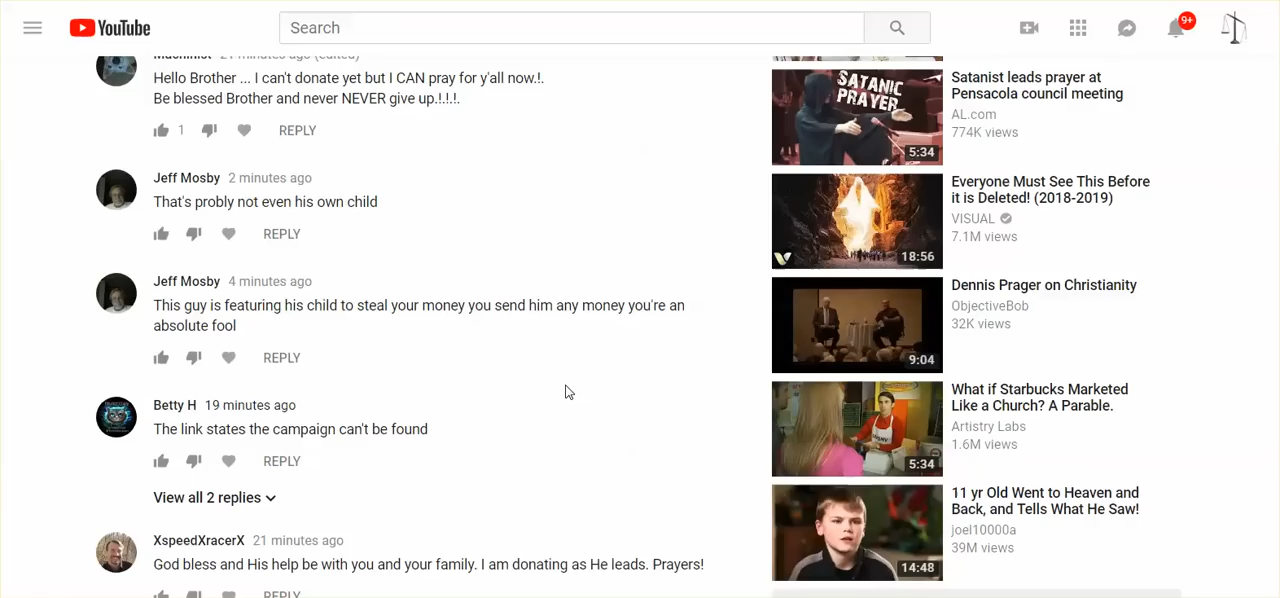 YouTube
Search
9+
Machinist 21 minutes ago (edited)
Hello Brother ... I can't donate yet but I CAN pray for y'all now.!.
Be blessed Brother and never NEVER give up.!.!.!.
1
REPLY
Jeff Mosby 2 minutes ago
That's probly not even his own child
REPLY
Jeff Mosby 4 minutes ago
This guy is featuring his child to steal your money you send him any money you're an
absolute fool
REPLY
Betty H 19 minutes ago
The link states the campaign can't be found
REPLY
View all 2 replies
XspeedXracerX 21 minutes ago
God bless and His help be with you and your family. I am donating as He leads. Prayers!
REPLY
SATANIC
PRAYER
5:34
Satanist leads prayer at
Pensacola council meeting
AL.com
774K views
18:56
Everyone Must See This Before
it is Deleted! (2018-2019)
VISUAL
7.1M views
9:04
Dennis Prager on Christianity
ObjectiveBob
32K views
5:34
What if Starbucks Marketed
Like a Church? A Parable.
Artistry Labs
1.6M views
14:48
11 yr Old Went to Heaven and
Back, and Tells What He Saw!
joel10000a
39M views